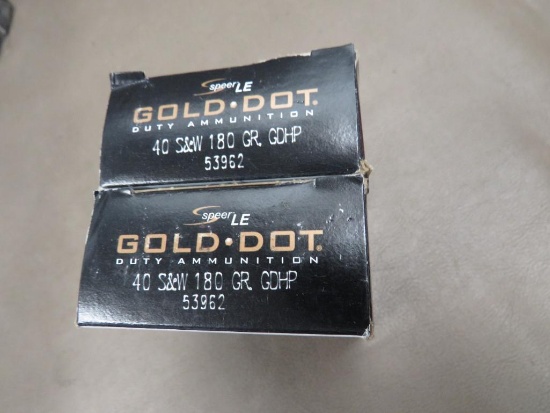 Speer LE
GOLD·DOT®
DUTY AMMUNITION
40 S&W 180 GR. GDHP
53962
Speer LE
GOLD·DOT®
DUTY AMMUNITION
40 S&W 180 GR. GDHP
53962